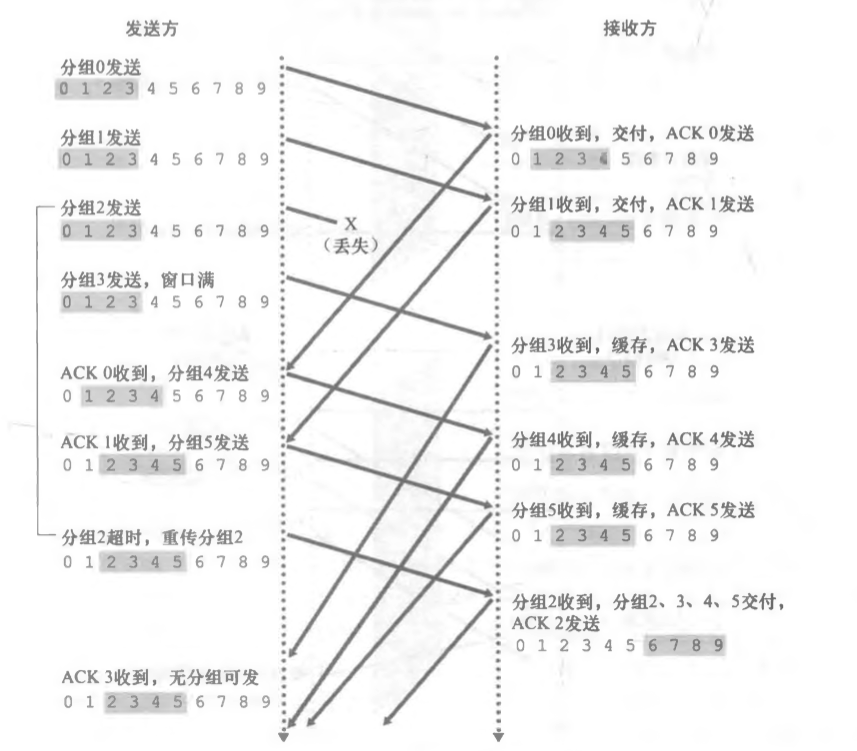 发送方
接收方
分组0发送
0 1 2 3 4 5 6 7 8 9
分组0收到，交付，ACK 0发送
0 1 2 3 4 5 6 7 8 9
分组1发送
0 1 2 3 4 5 6 7 8 9
分组1收到，交付，ACK 1发送
0 1 2 3 4 5 6 7 8 9
分组2发送
0 1 2 3 4 5 6 7 8 9
X
（丢失）
分组3发送，窗口满
0 1 2 3 4 5 6 7 8 9
分组3收到，缓存，ACK 3发送
0 1 2 3 4 5 6 7 8 9
ACK 0收到，分组4发送
0 1 2 3 4 5 6 7 8 9
分组4收到，缓存，ACK 4发送
0 1 2 3 4 5 6 7 8 9
ACK 1收到，分组5发送
0 1 2 3 4 5 6 7 8 9
分组5收到，缓存，ACK 5发送
0 1 2 3 4 5 6 7 8 9
分组2超时，重传分组2
0 1 2 3 4 5 6 7 8 9
分组2收到，分组2、3、4、5交付，
ACK 2发送
0 1 2 3 4 5 6 7 8 9
ACK 3收到，无分组可发
0 1 2 3 4 5 6 7 8 9